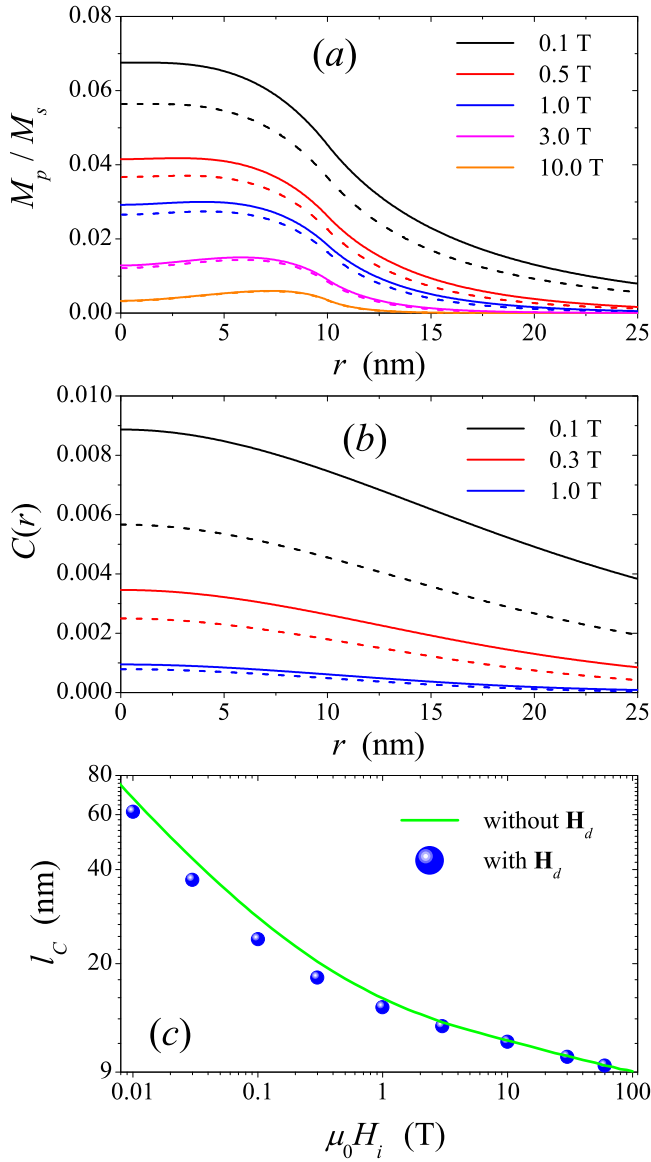 0.08
0.06
0.04
0.02
0.00
M_p / M_s
(a)
0.1 T
0.5 T
1.0 T
3.0 T
10.0 T
0 5 10 15 20 25
r (nm)
0.010
0.008
0.006
0.004
0.002
0.000
C(r)
(b)
0.1 T
0.3 T
1.0 T
0 5 10 15 20 25
r (nm)
80
60
40
20
9
l_C (nm)
without H_d
with H_d
(c)
0.01 0.1 1 10 100
μ_0H_i (T)